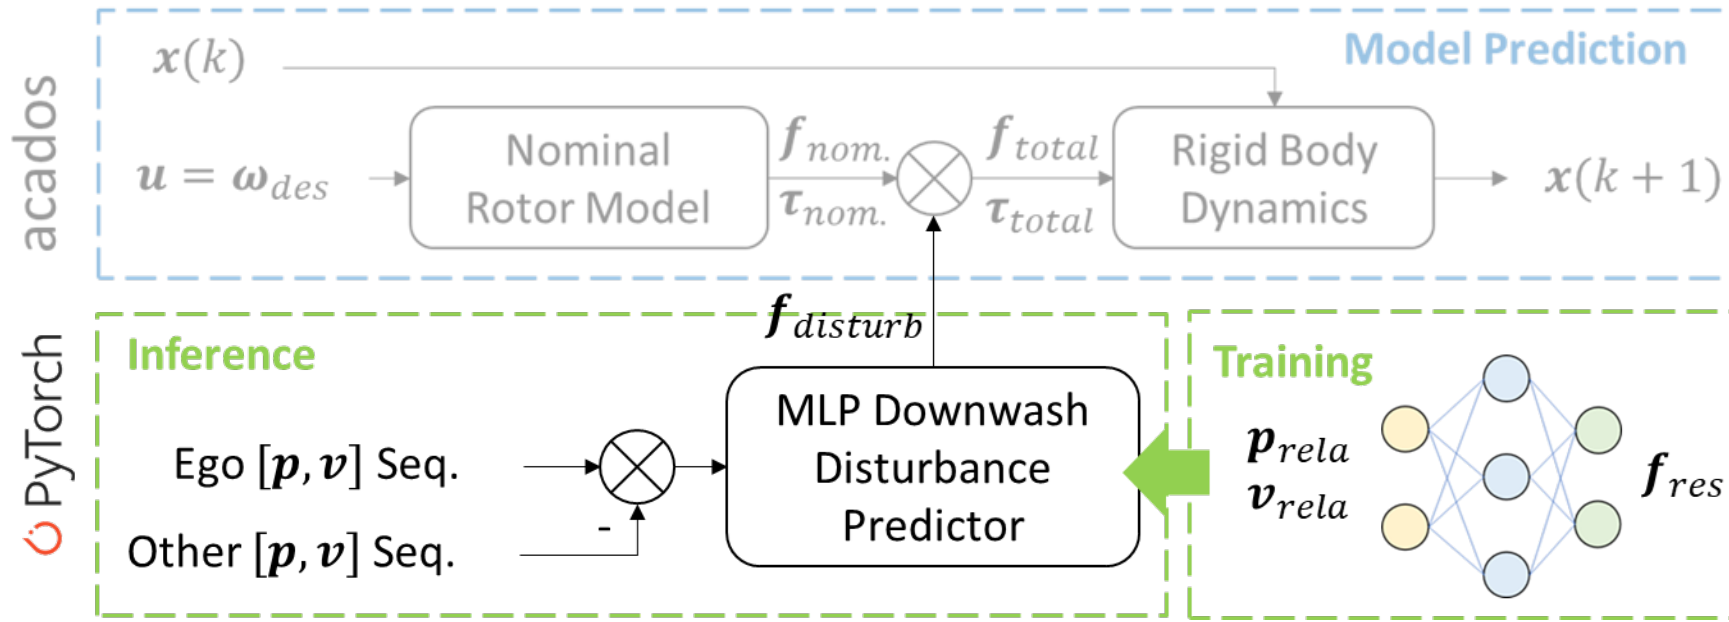 acados
Model Prediction
x(k)
u = ω_des
Nominal
Rotor Model
f_nom.
τ_nom.
f_total
τ_total
Rigid Body
Dynamics
x(k + 1)
f_disturb
PyTorch
Inference
Ego [p, v] Seq.
Other [p, v] Seq.
-
MLP Downwash
Disturbance
Predictor
Training
p_rela
v_rela
f_res